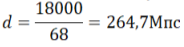 d = 18000/68 = 264,7Мпс